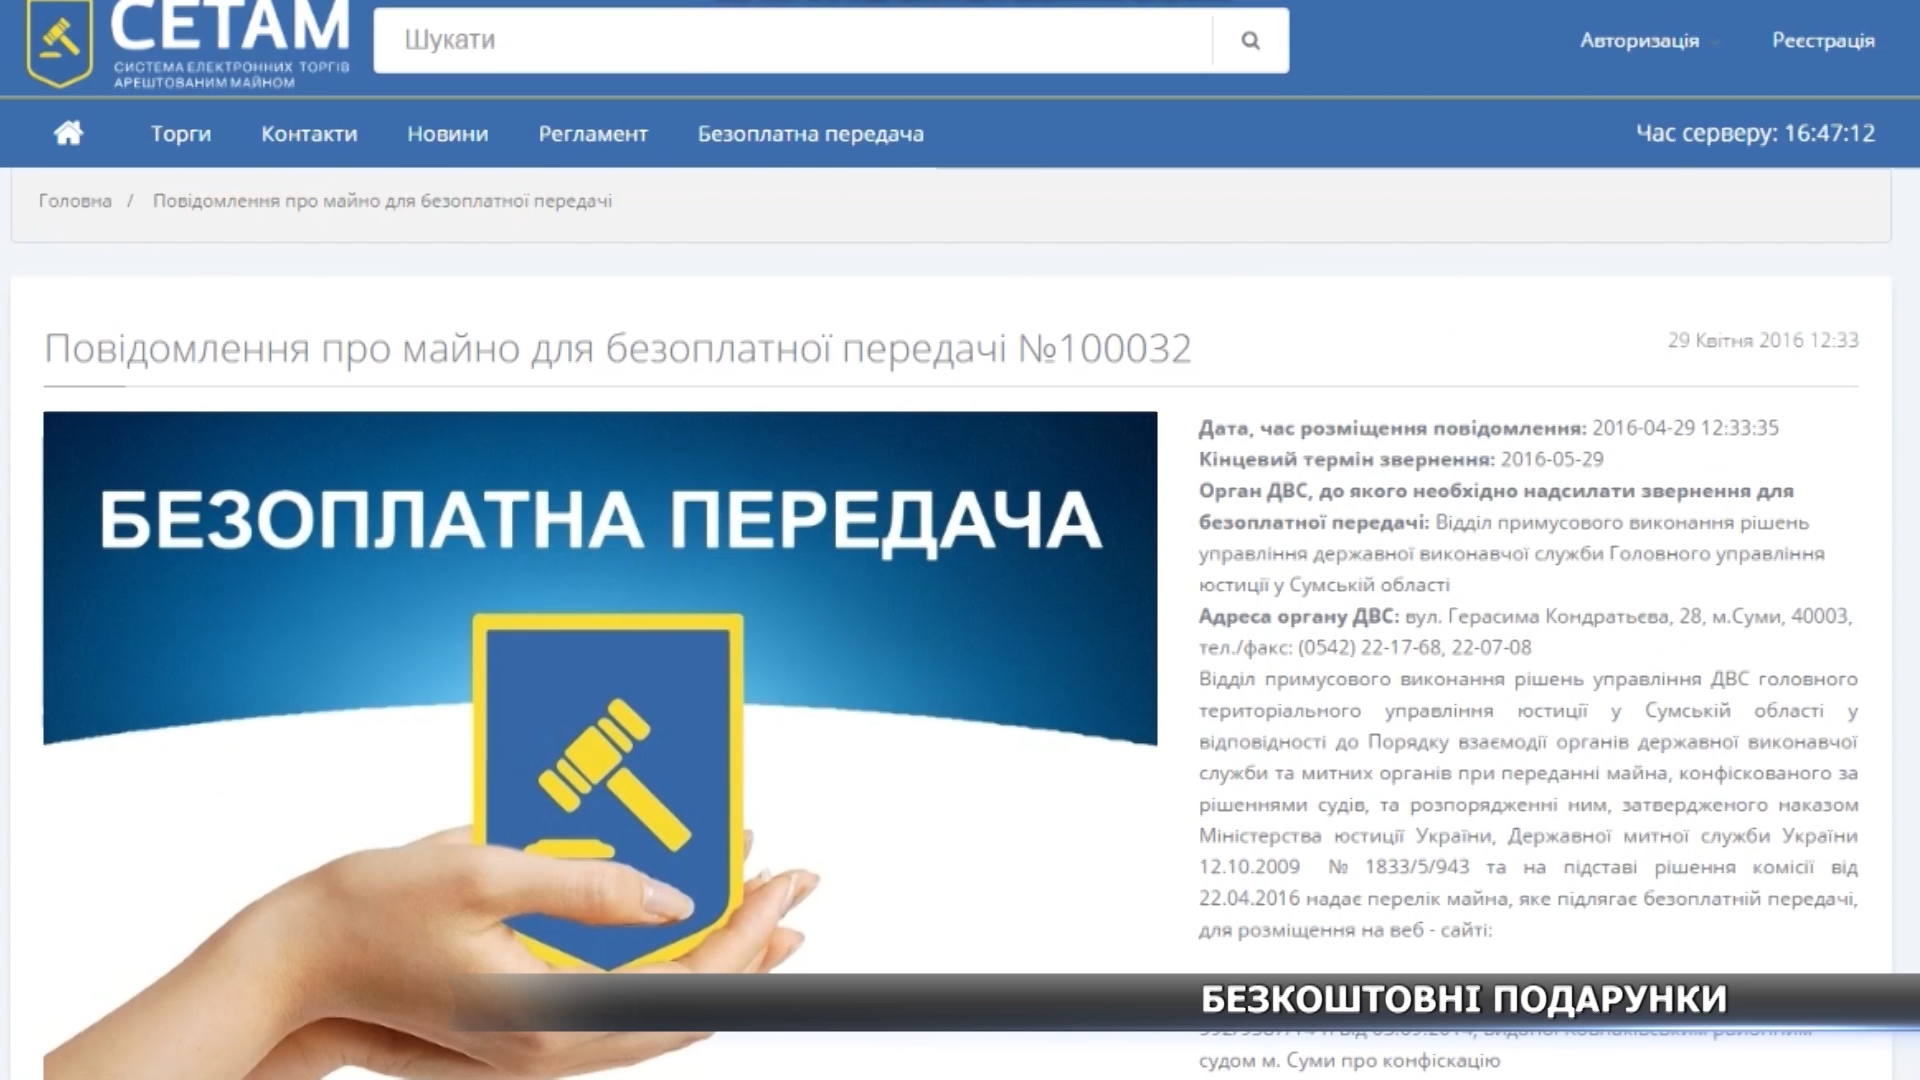 СЕТАМ
СИСТЕМА ЕЛЕКТРОННИХ ТОРГІВ
АРЕШТОВАНИМ МАЙНОМ
Шукати
Авторизація
Реєстрація
Торги
Контакти
Новини
Регламент
Безоплатна передача
Час серверу: 16:47:12
Головна / Повідомлення про майно для безоплатної передачі
Повідомлення про майно для безоплатної передачі №100032
29 Квітня 2016 12:33
БЕЗОПЛАТНА ПЕРЕДАЧА
Дата, час розміщення повідомлення: 2016-04-29 12:33:35
Кінцевий термін звернення: 2016-05-29
Орган ДВС, до якого необхідно надсилати звернення для
безоплатної передачі: Відділ примусового виконання рішень
управління державної виконавчої служби Головного управління
юстиції у Сумській області
Адреса органу ДВС: вул. Герасима Кондратьєва, 28, м.Суми, 40003,
тел./факс: (0542) 22-17-68, 22-07-08
Відділ примусового виконання рішень управління ДВС головного
територіального управління юстиції у Сумській області у
відповідності до Порядку взаємодії органів державної виконавчої
служби та митних органів при переданні майна, конфіскованого за
рішеннями судів, та розпорядженні ним, затвердженого наказом
Міністерства юстиції України, Державної митної служби України
12.10.2009 № 1833/5/943 та на підставі рішення комісії від
22.04.2016 надає перелік майна, яке підлягає безоплатній передачі,
для розміщення на веб - сайті:
БЕЗКОШТОВНІ ПОДАРУНКИ
судом м. Суми про конфіскацію